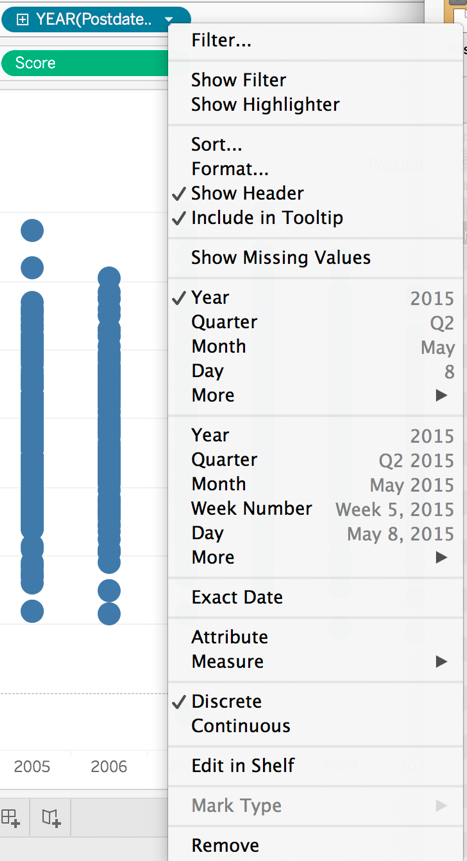 YEAR(Postdate..
Score
Filter...
Show Filter
Show Highlighter
Sort...
Format...
Show Header
Include in Tooltip
Show Missing Values
Year 2015
Quarter Q2
Month May
Day 8
More
Year 2015
Quarter Q2 2015
Month May 2015
Week Number Week 5, 2015
Day May 8, 2015
More
Exact Date
Attribute
Measure
Discrete
Continuous
Edit in Shelf
Mark Type
Remove
2005 2006